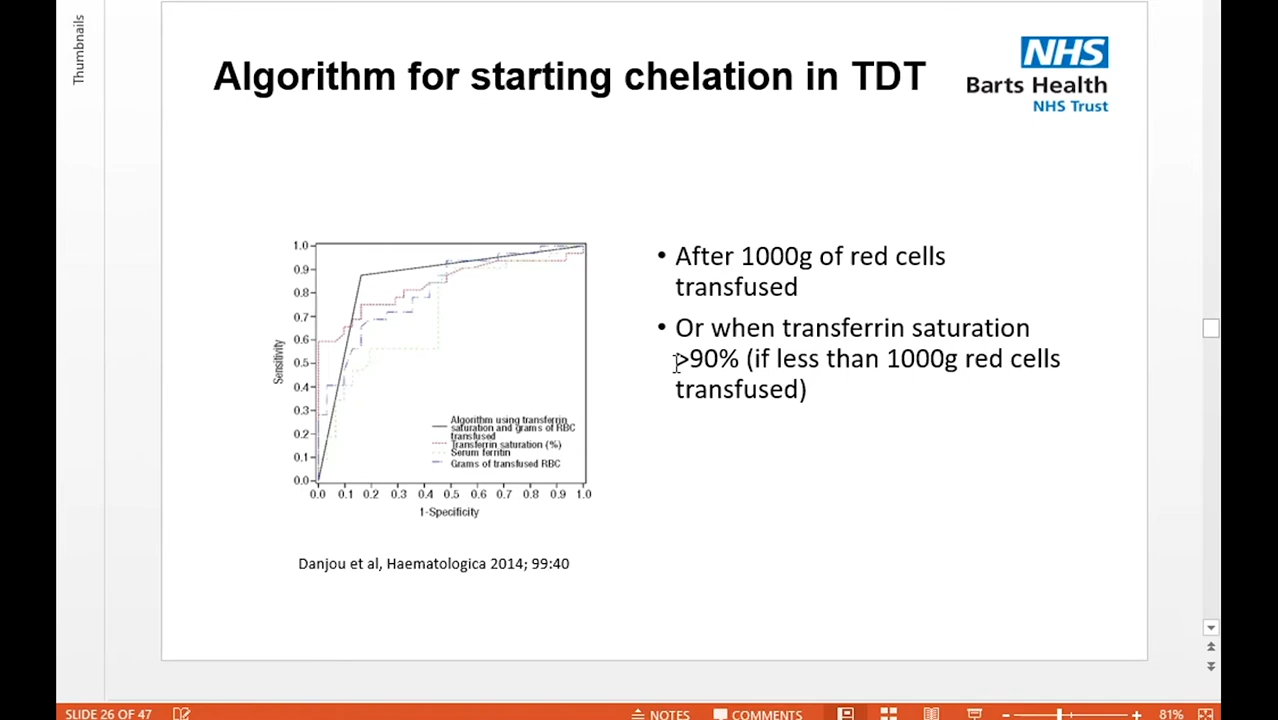 Thumbnails
Algorithm for starting chelation in TDT
NHS
Barts Health
NHS Trust
• After 1000g of red cells
transfused
• Or when transferrin saturation
>90% (if less than 1000g red cells
transfused)
1.0
0.9
0.8
0.7
0.6
0.5
0.4
0.3
0.2
0.1
0.0
Sensitivity
Algorithm using transferrin
saturation and grams of RBC
transfused
Transferrin saturation (%)
Serum ferritin
Grams of transfused RBC
0.0 0.1 0.2 0.3 0.4 0.5 0.6 0.7 0.8 0.9 1.0
1-Specificity
Danjou et al, Haematologica 2014; 99:40
SLIDE 26 OF 47
NOTES
COMMENTS
81%